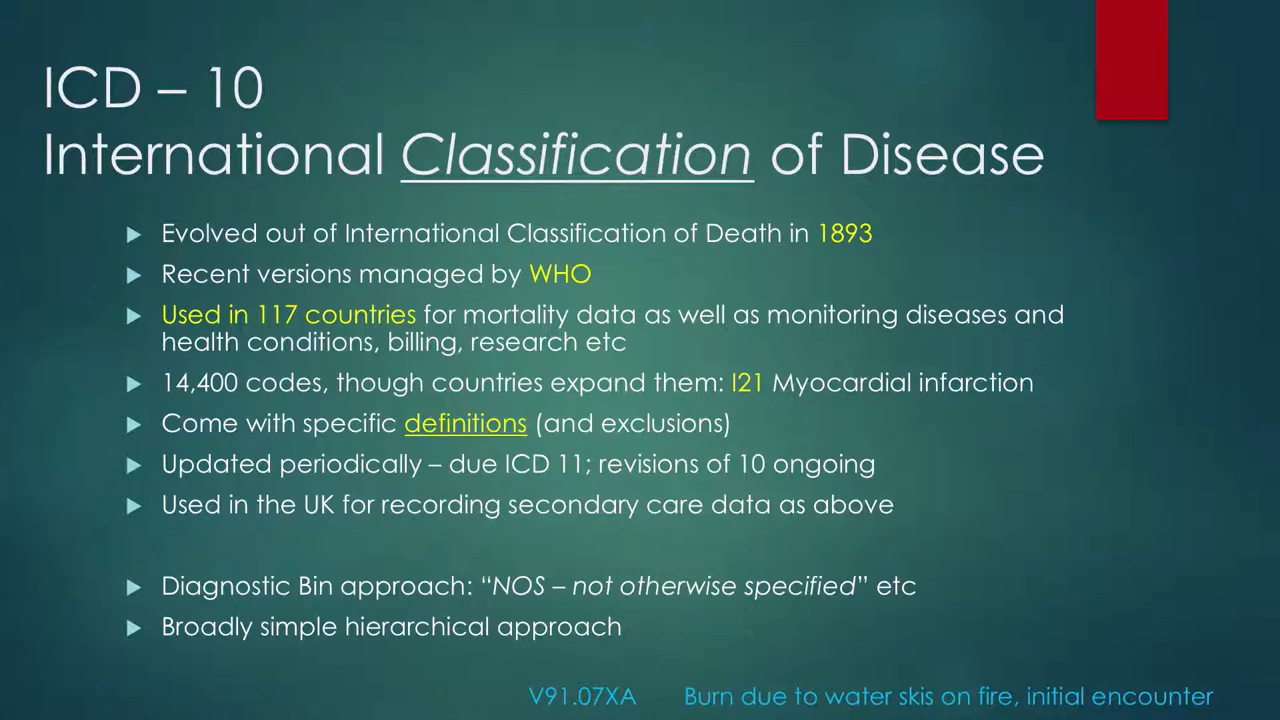 ICD – 10
International Classification of Disease
Evolved out of International Classification of Death in 1893
Recent versions managed by WHO
Used in 117 countries for mortality data as well as monitoring diseases and
health conditions, billing, research etc
14,400 codes, though countries expand them: I21 Myocardial infarction
Come with specific definitions (and exclusions)
Updated periodically – due ICD 11; revisions of 10 ongoing
Used in the UK for recording secondary care data as above
Diagnostic Bin approach: “NOS – not otherwise specified” etc
Broadly simple hierarchical approach
V91.07XA Burn due to water skis on fire, initial encounter